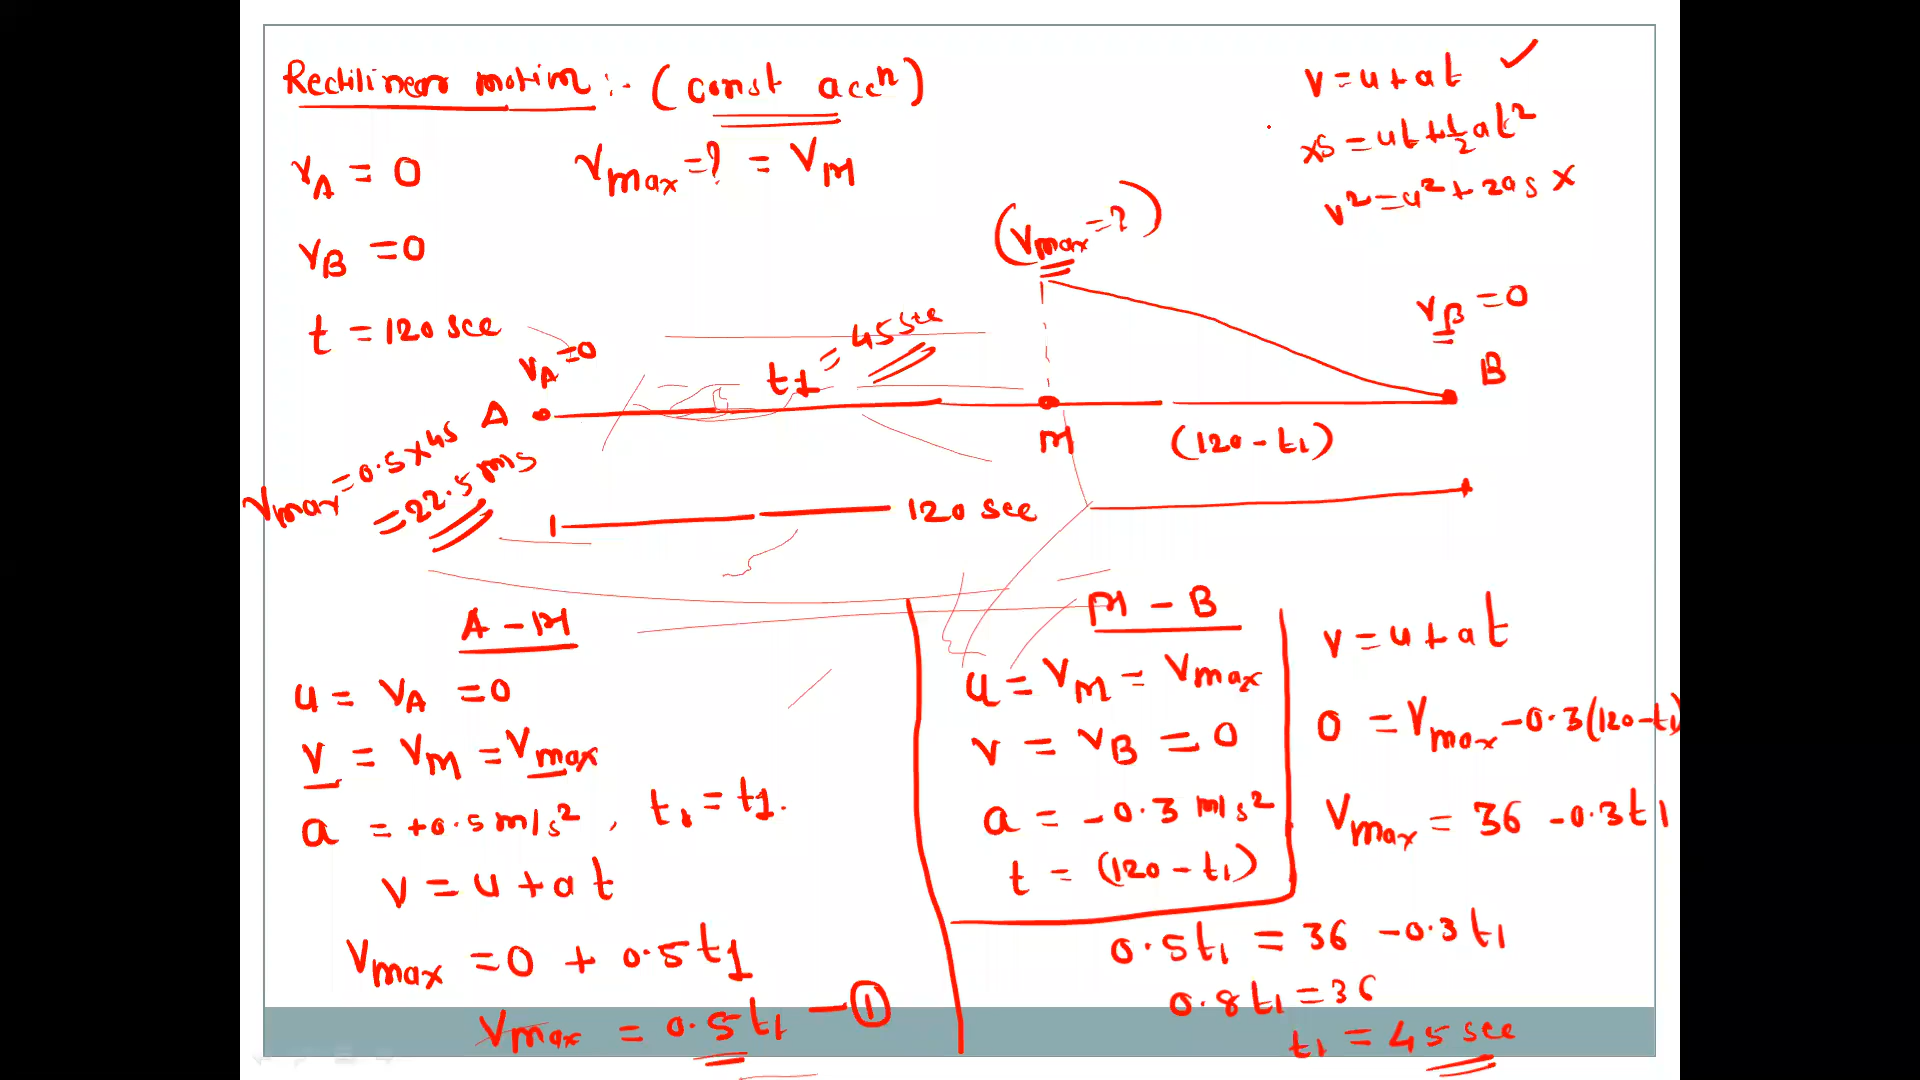 Rectilinear motion :- (const accⁿ)
v = u + at ✓
xs = ut + ½at²
v² = u² + 2as x
vA = 0
vmax = ? = VM
vB = 0
(vmax = ?)
t = 120 sec
vA = 0
t1 = 45 sec
vB = 0
A
B
M
(120 - t1)
Vmax = 0.5 x 45
= 22.5 m/s
120 sec
A - M
u = VA = 0
v = VM = Vmax
a = +0.5 m/s², t1 = t1.
v = u + at
Vmax = 0 + 0.5t1
Vmax = 0.5t1 - ①
M - B
u = VM = Vmax
v = VB = 0
a = -0.3 m/s²
t = (120 - t1)
v = u + at
0 = Vmax - 0.3(120-t1)
Vmax = 36 - 0.3t1
0.5t1 = 36 - 0.3t1
0.8t1 = 36
t1 = 45 sec